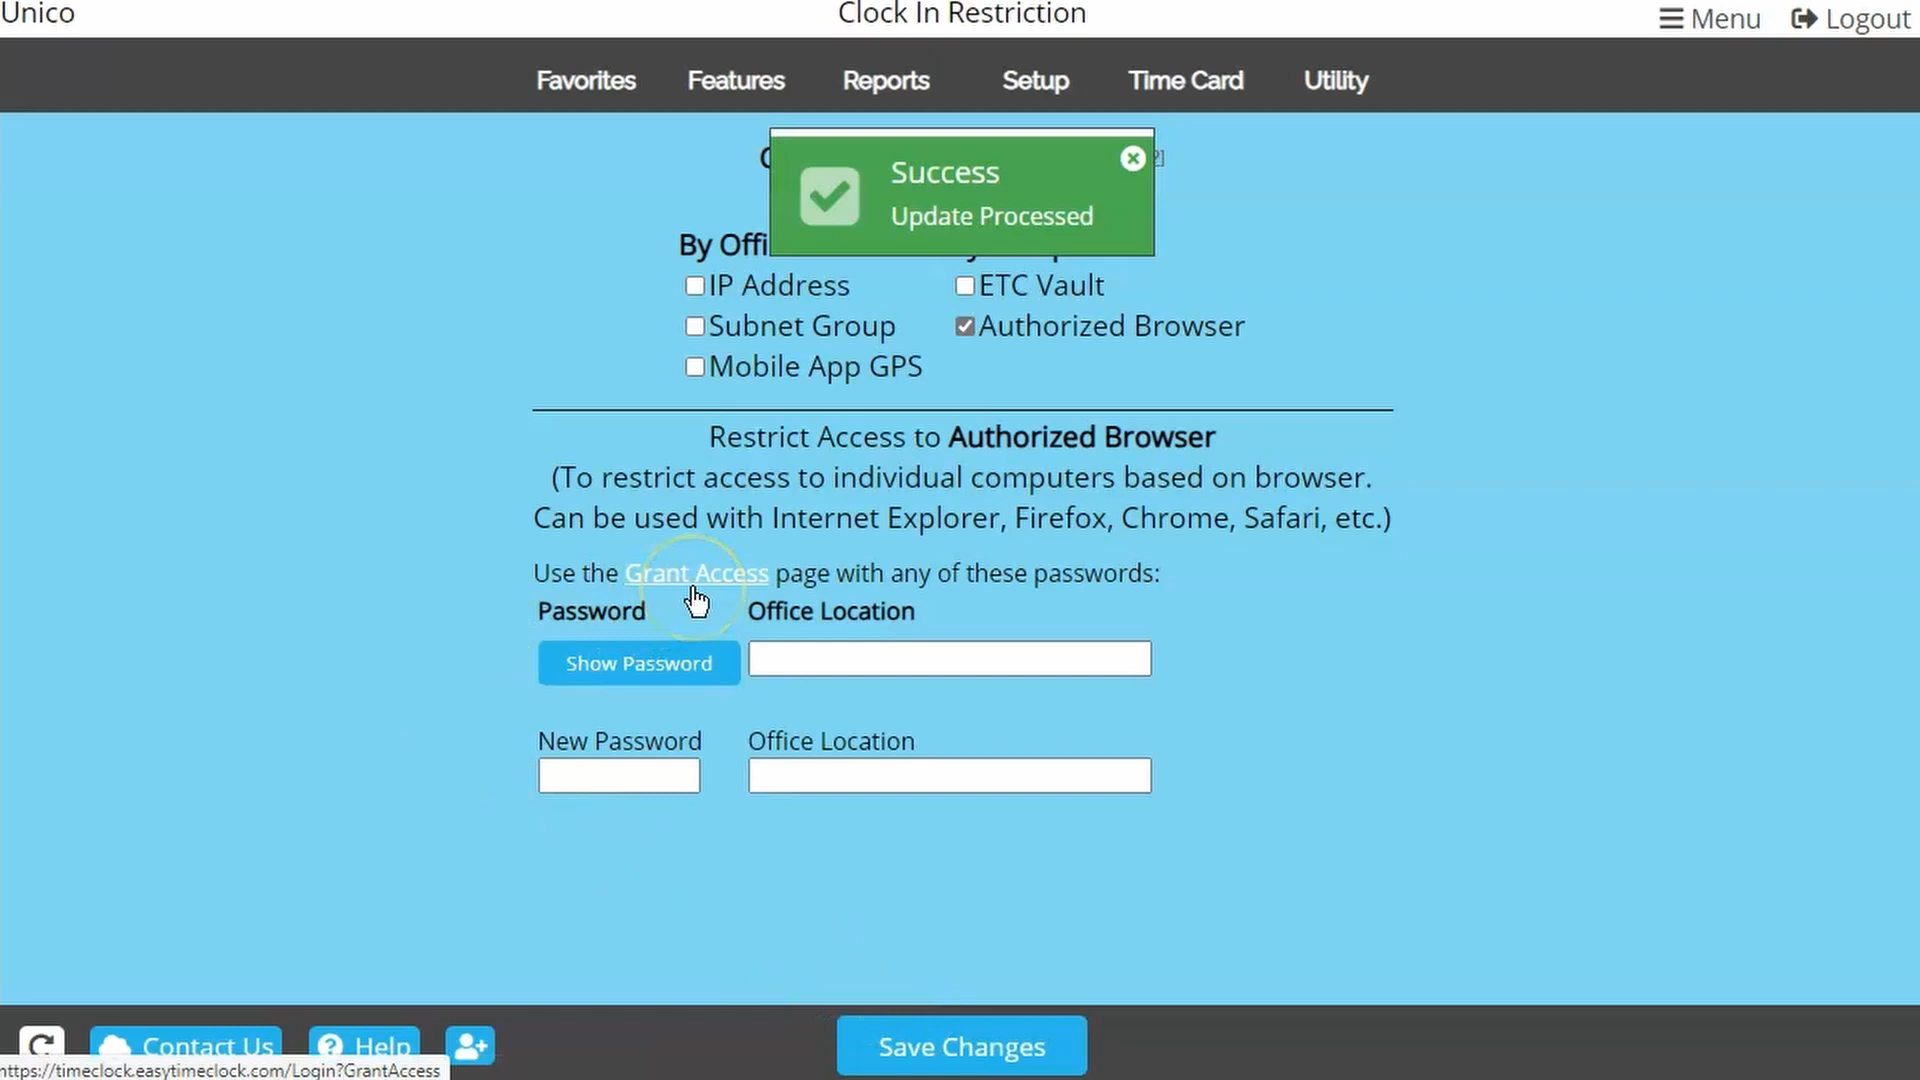 Unico
Clock In Restriction
Menu
Logout
Favorites
Features
Reports
Setup
Time Card
Utility
Success
Update Processed
?]
By Offi
IP Address
ETC Vault
Subnet Group
Authorized Browser
Mobile App GPS
Restrict Access to Authorized Browser
(To restrict access to individual computers based on browser.
Can be used with Internet Explorer, Firefox, Chrome, Safari, etc.)
Use the Grant Access page with any of these passwords:
Password
Office Location
Show Password
New Password
Office Location
Contact Us
Help
Save Changes
https://timeclock.easytimeclock.com/Login?GrantAccess